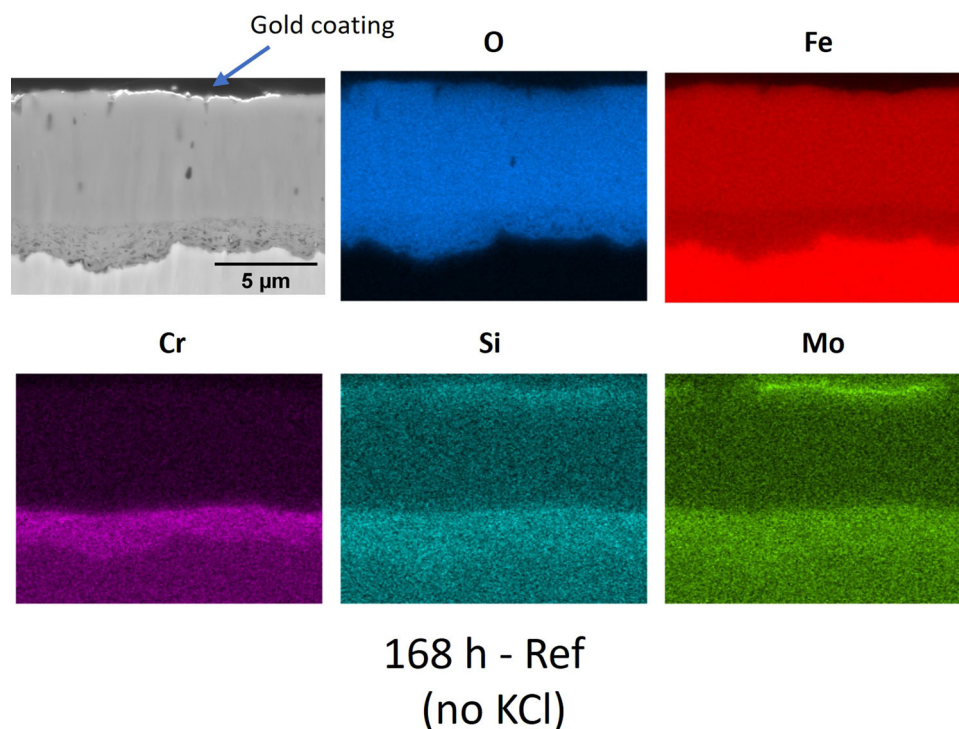 Gold coating
O
Fe
5 µm
Cr
Si
Mo
168 h - Ref
(no KCl)